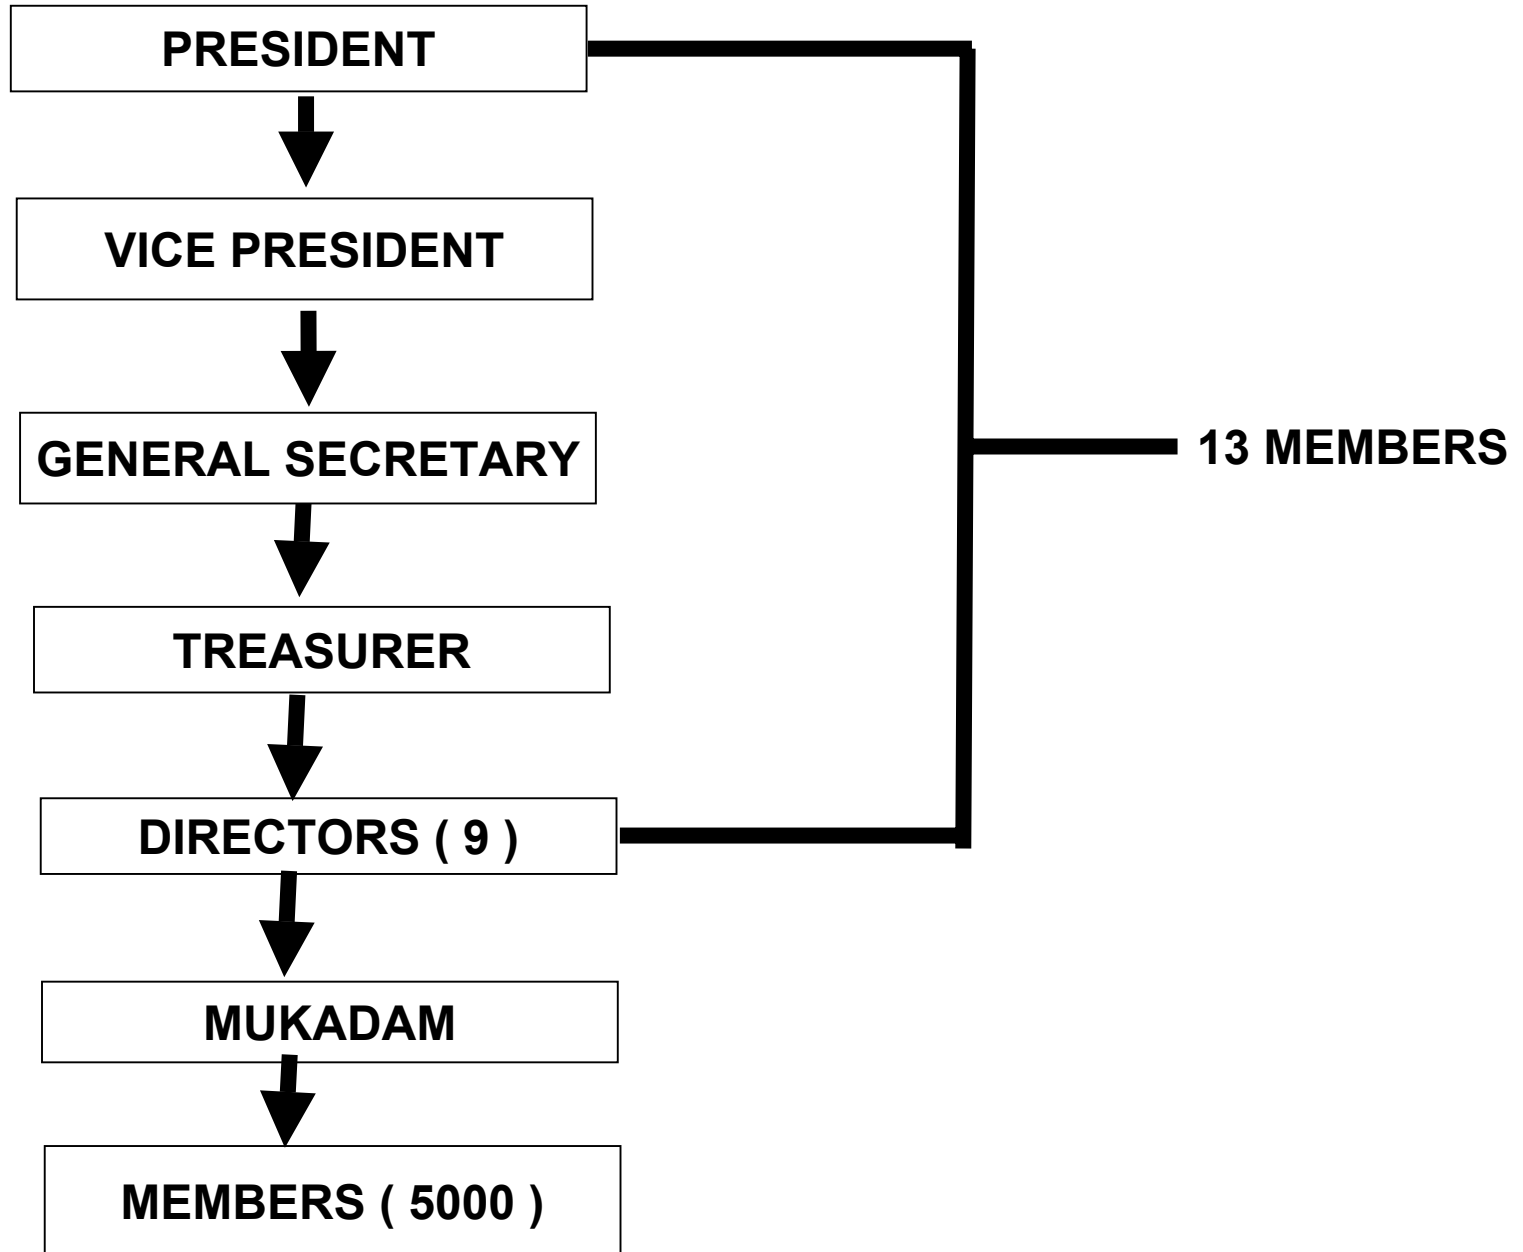 PRESIDENT
VICE PRESIDENT
GENERAL SECRETARY
13 MEMBERS
TREASURER
DIRECTORS ( 9 )
MUKADAM
MEMBERS ( 5000 )